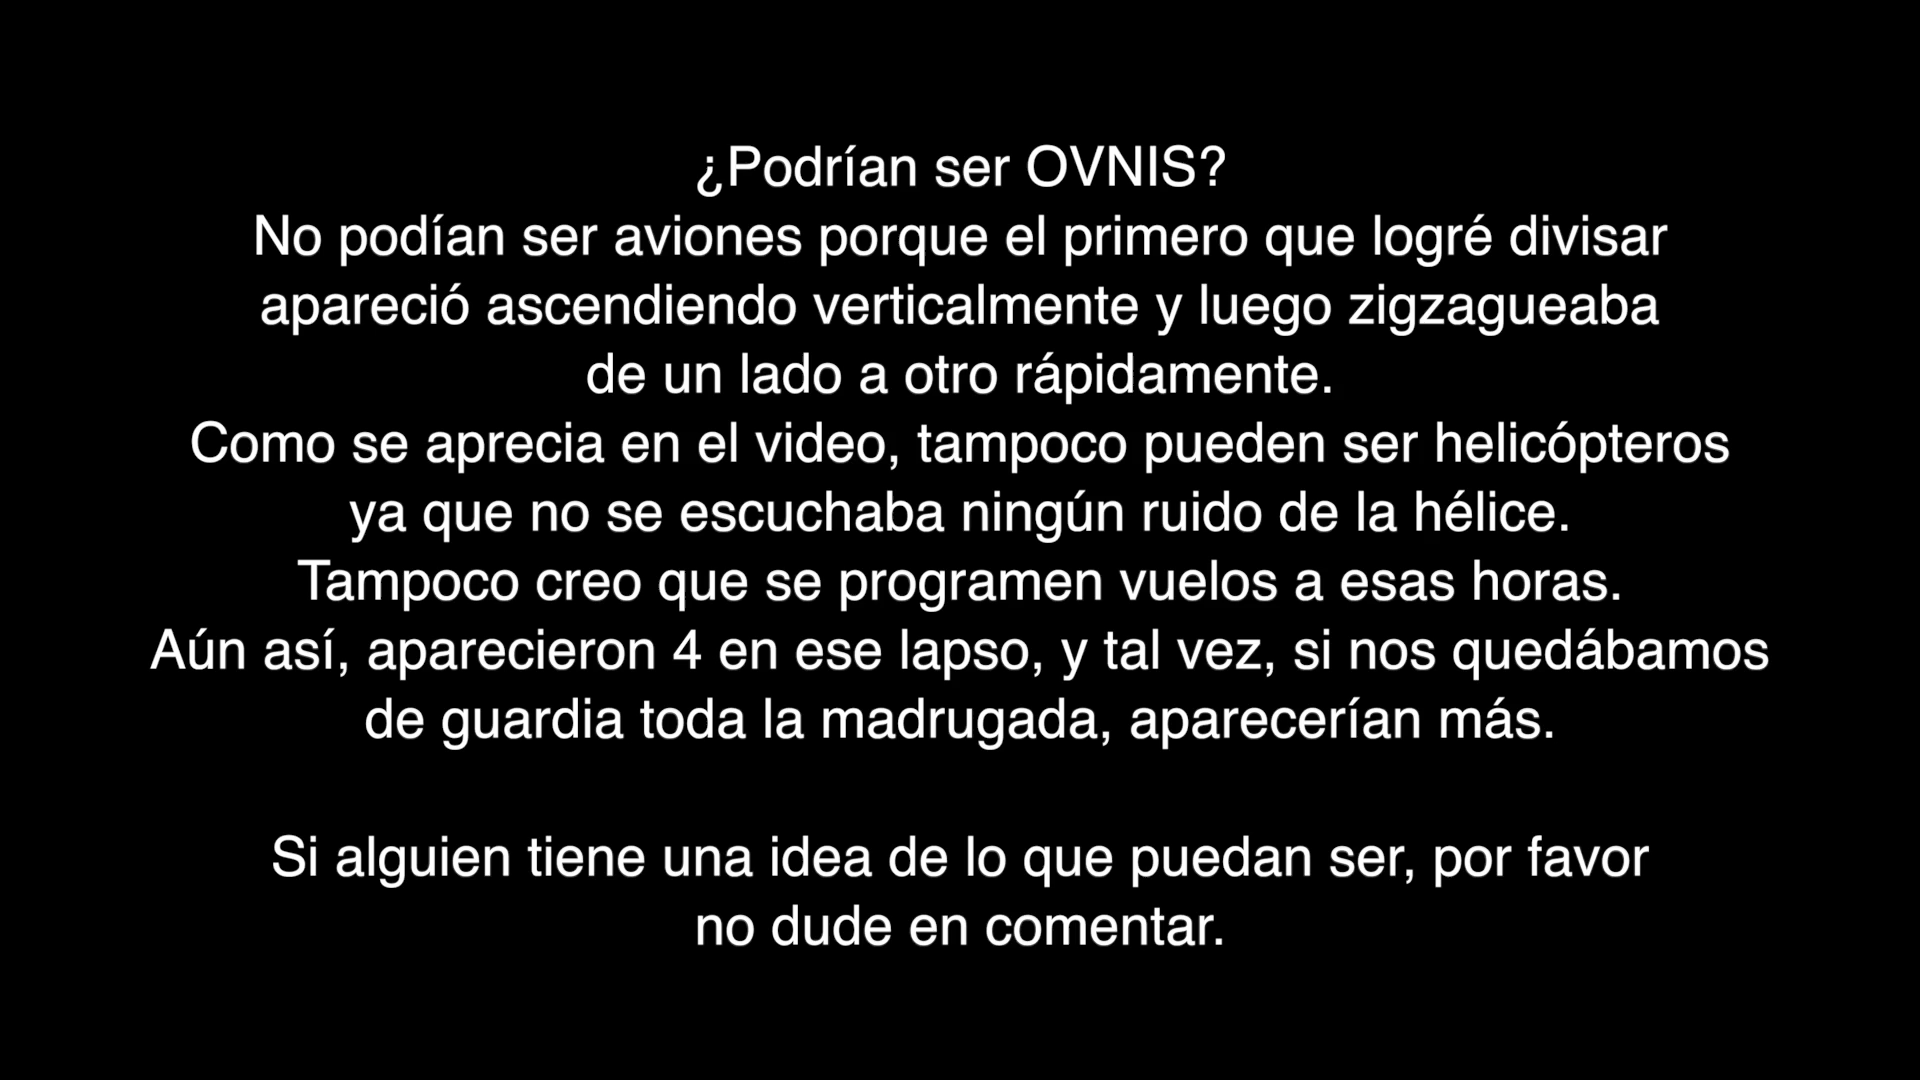 ¿Podrían ser OVNIS?
No podían ser aviones porque el primero que logré divisar
apareció ascendiendo verticalmente y luego zigzagueaba
de un lado a otro rápidamente.
Como se aprecia en el video, tampoco pueden ser helicópteros
ya que no se escuchaba ningún ruido de la hélice.
Tampoco creo que se programen vuelos a esas horas.
Aún así, aparecieron 4 en ese lapso, y tal vez, si nos quedábamos
de guardia toda la madrugada, aparecerían más.
Si alguien tiene una idea de lo que puedan ser, por favor
no dude en comentar.